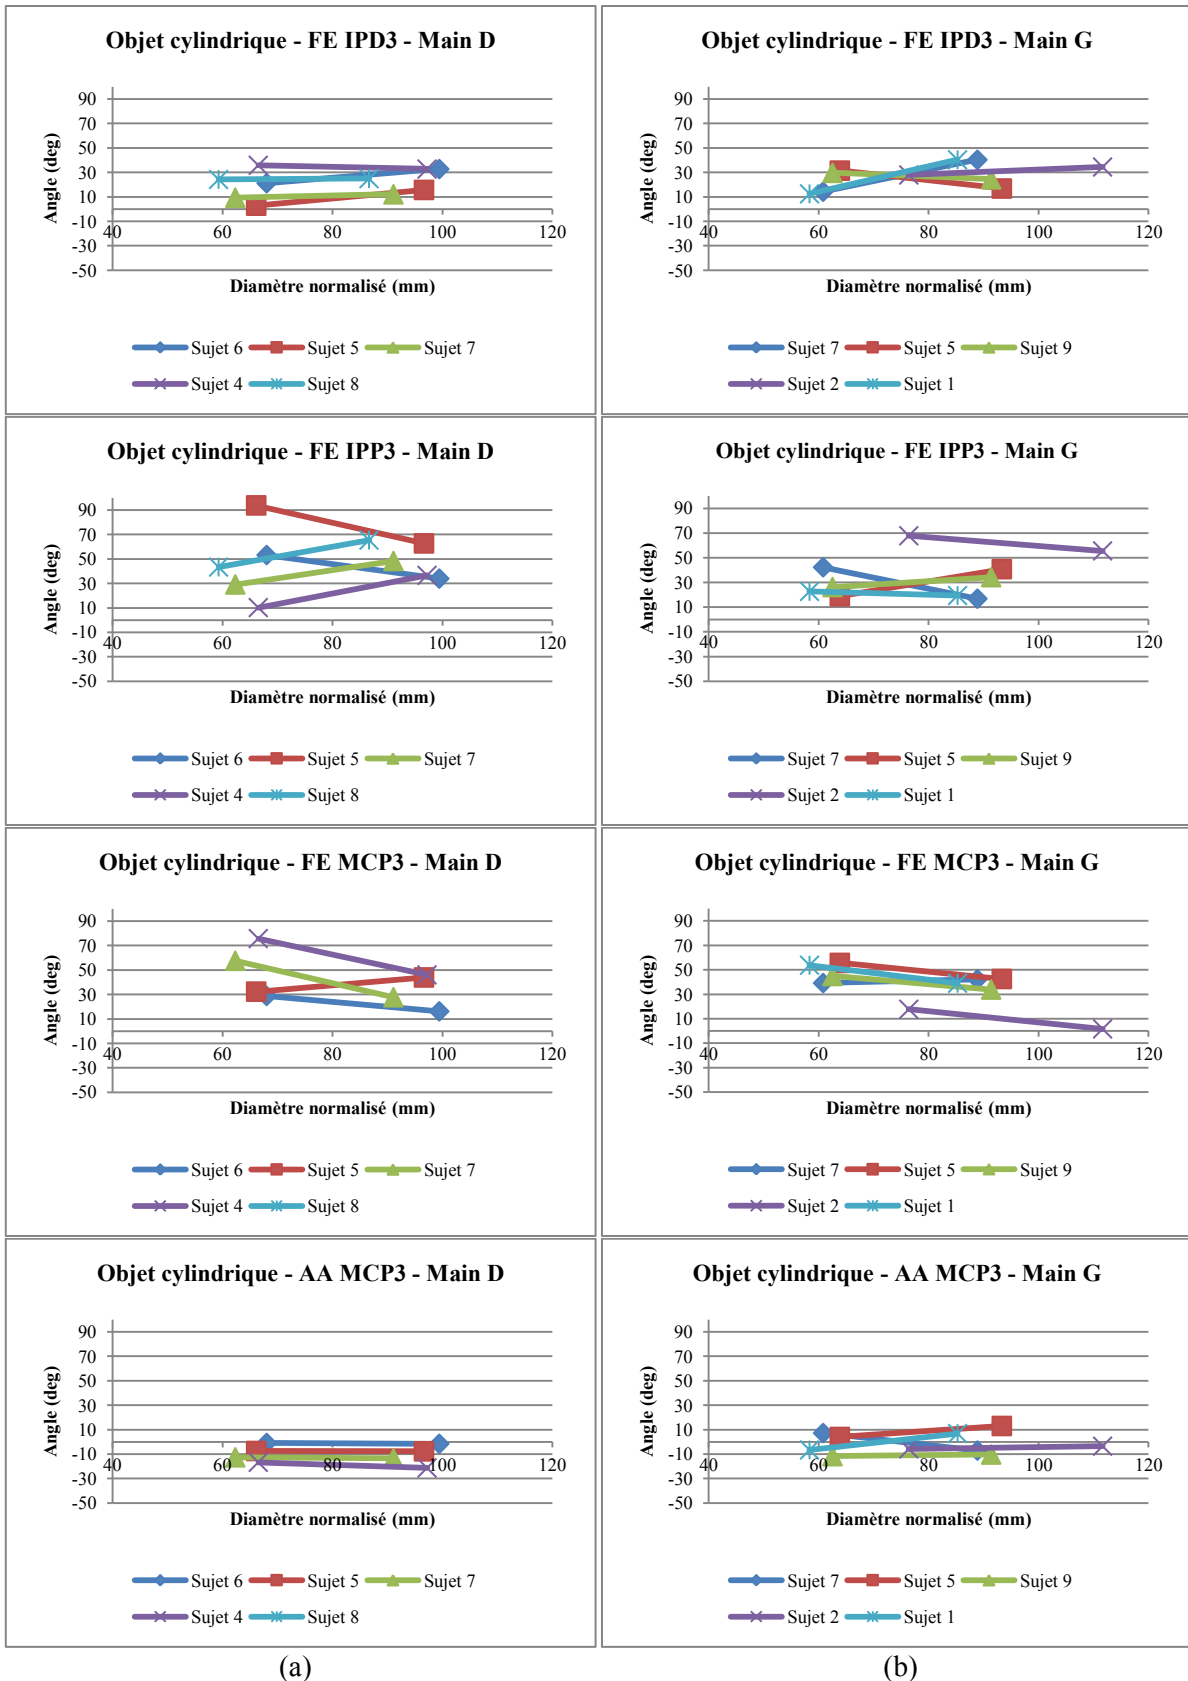 Objet cylindrique - FE IPD3 - Main D
90
70
50
30
10
-10
-30
-50
40 60 80 100 120
Angle (deg)
Diamètre normalisé (mm)
Sujet 6 Sujet 5 Sujet 7
Sujet 4 Sujet 8
Objet cylindrique - FE IPD3 - Main G
90
70
50
30
10
-10
-30
-50
40 60 80 100 120
Angle (deg)
Diamètre normalisé (mm)
Sujet 7 Sujet 5 Sujet 9
Sujet 2 Sujet 1
Objet cylindrique - FE IPP3 - Main D
90
70
50
30
10
-10
-30
-50
40 60 80 100 120
Angle (deg)
Diamètre normalisé (mm)
Sujet 6 Sujet 5 Sujet 7
Sujet 4 Sujet 8
Objet cylindrique - FE IPP3 - Main G
90
70
50
30
10
-10
-30
-50
40 60 80 100 120
Angle (deg)
Diamètre normalisé (mm)
Sujet 7 Sujet 5 Sujet 9
Sujet 2 Sujet 1
Objet cylindrique - FE MCP3 - Main D
90
70
50
30
10
-10
-30
-50
40 60 80 100 120
Angle (deg)
Diamètre normalisé (mm)
Sujet 6 Sujet 5 Sujet 7
Sujet 4 Sujet 8
Objet cylindrique - FE MCP3 - Main G
90
70
50
30
10
-10
-30
-50
40 60 80 100 120
Angle (deg)
Diamètre normalisé (mm)
Sujet 7 Sujet 5 Sujet 9
Sujet 2 Sujet 1
Objet cylindrique - AA MCP3 - Main D
90
70
50
30
10
-10
-30
-50
40 60 80 100 120
Angle (deg)
Diamètre normalisé (mm)
Sujet 6 Sujet 5 Sujet 7
Sujet 4 Sujet 8
Objet cylindrique - AA MCP3 - Main G
90
70
50
30
10
-10
-30
-50
40 60 80 100 120
Angle (deg)
Diamètre normalisé (mm)
Sujet 7 Sujet 5 Sujet 9
Sujet 2 Sujet 1
(a) (b)